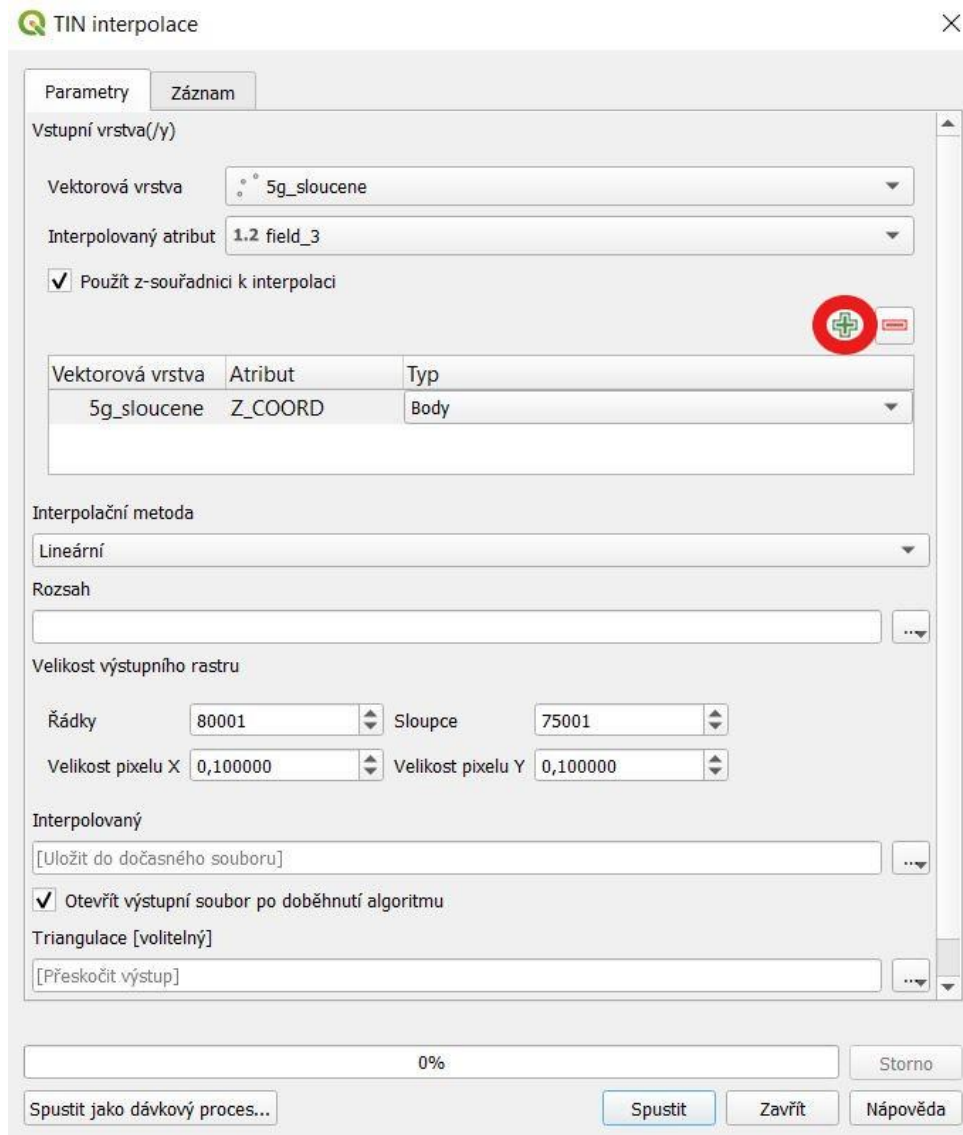 TIN interpolace
Parametry Záznam
Vstupní vrstva(/y)
Vektorová vrstva 5g_sloucene
Interpolovaný atribut 1.2 field_3
Použít z-souřadnici k interpolaci
Vektorová vrstva Atribut Typ
5g_sloucene Z_COORD Body
Interpolační metoda
Lineární
Rozsah
...
Velikost výstupního rastru
Řádky 80001 Sloupce 75001
Velikost pixelu X 0,100000 Velikost pixelu Y 0,100000
Interpolovaný
[Uložit do dočasného souboru] ...
Otevřít výstupní soubor po doběhnutí algoritmu
Triangulace [volitelný]
[Přeskočit výstup] ...
0% Storno
Spustit jako dávkový proces... Spustit Zavřít Nápověda